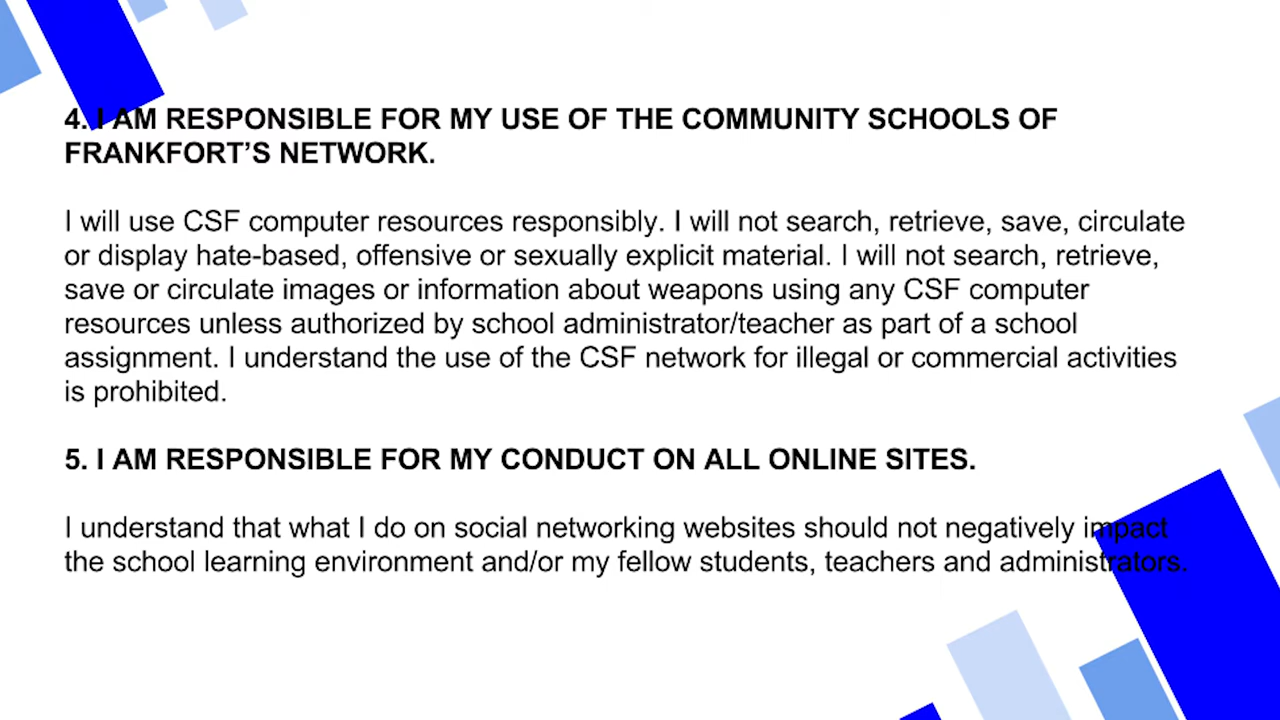 4. I AM RESPONSIBLE FOR MY USE OF THE COMMUNITY SCHOOLS OF
FRANKFORT’S NETWORK.
I will use CSF computer resources responsibly. I will not search, retrieve, save, circulate
or display hate-based, offensive or sexually explicit material. I will not search, retrieve,
save or circulate images or information about weapons using any CSF computer
resources unless authorized by school administrator/teacher as part of a school
assignment. I understand the use of the CSF network for illegal or commercial activities
is prohibited.
5. I AM RESPONSIBLE FOR MY CONDUCT ON ALL ONLINE SITES.
I understand that what I do on social networking websites should not negatively impact
the school learning environment and/or my fellow students, teachers and administrators.